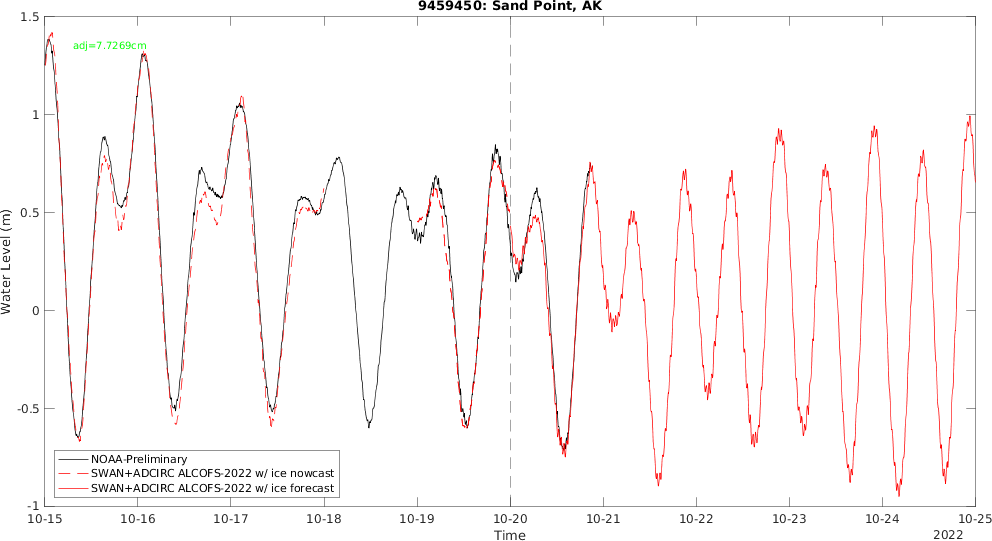 9459450: Sand Point, AK
adj=7.7269cm
1.5
1
0.5
0
-0.5
-1
Water Level (m)
NOAA-Preliminary
SWAN+ADCIRC ALCOFS-2022 w/ ice nowcast
SWAN+ADCIRC ALCOFS-2022 w/ ice forecast
10-15 10-16 10-17 10-18 10-19 10-20 10-21 10-22 10-23 10-24 10-25
Time
2022